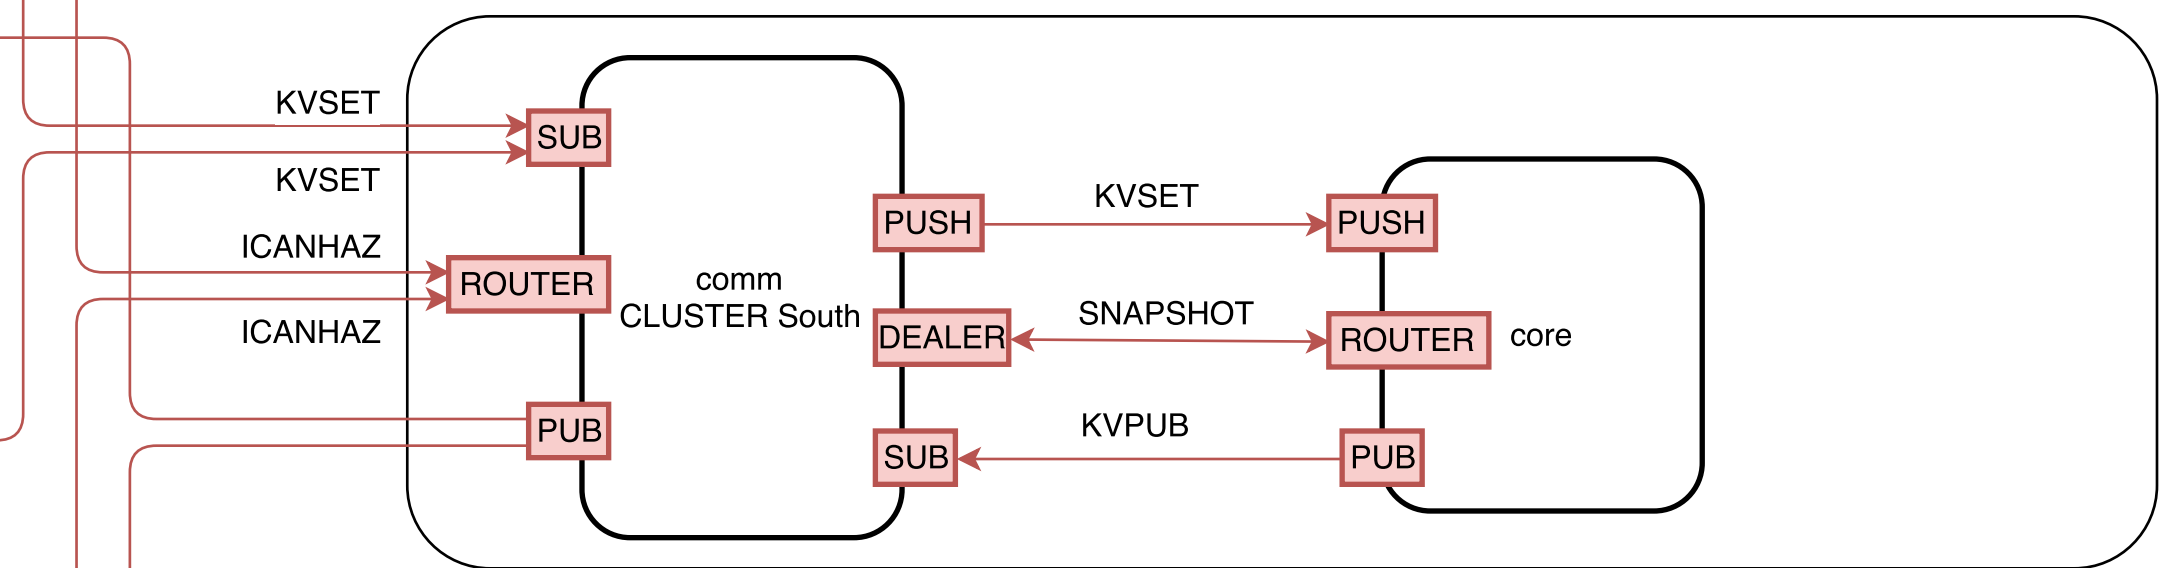 KVSET
SUB
KVSET
ICANHAZ
ROUTER
ICANHAZ
PUB
comm
CLUSTER South
PUSH
KVSET
PUSH
DEALER
SNAPSHOT
ROUTER
core
SUB
KVPUB
PUB